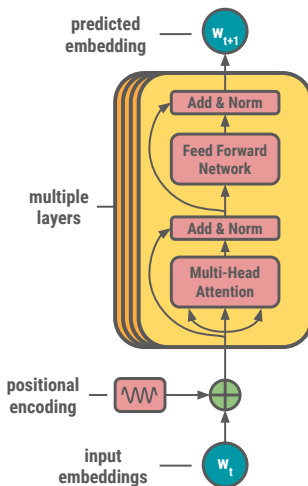 predicted
embedding
W t+1
Add & Norm
Feed Forward
Network
multiple
layers
Add & Norm
Multi-Head
Attention
positional
encoding
input
embeddings
W t